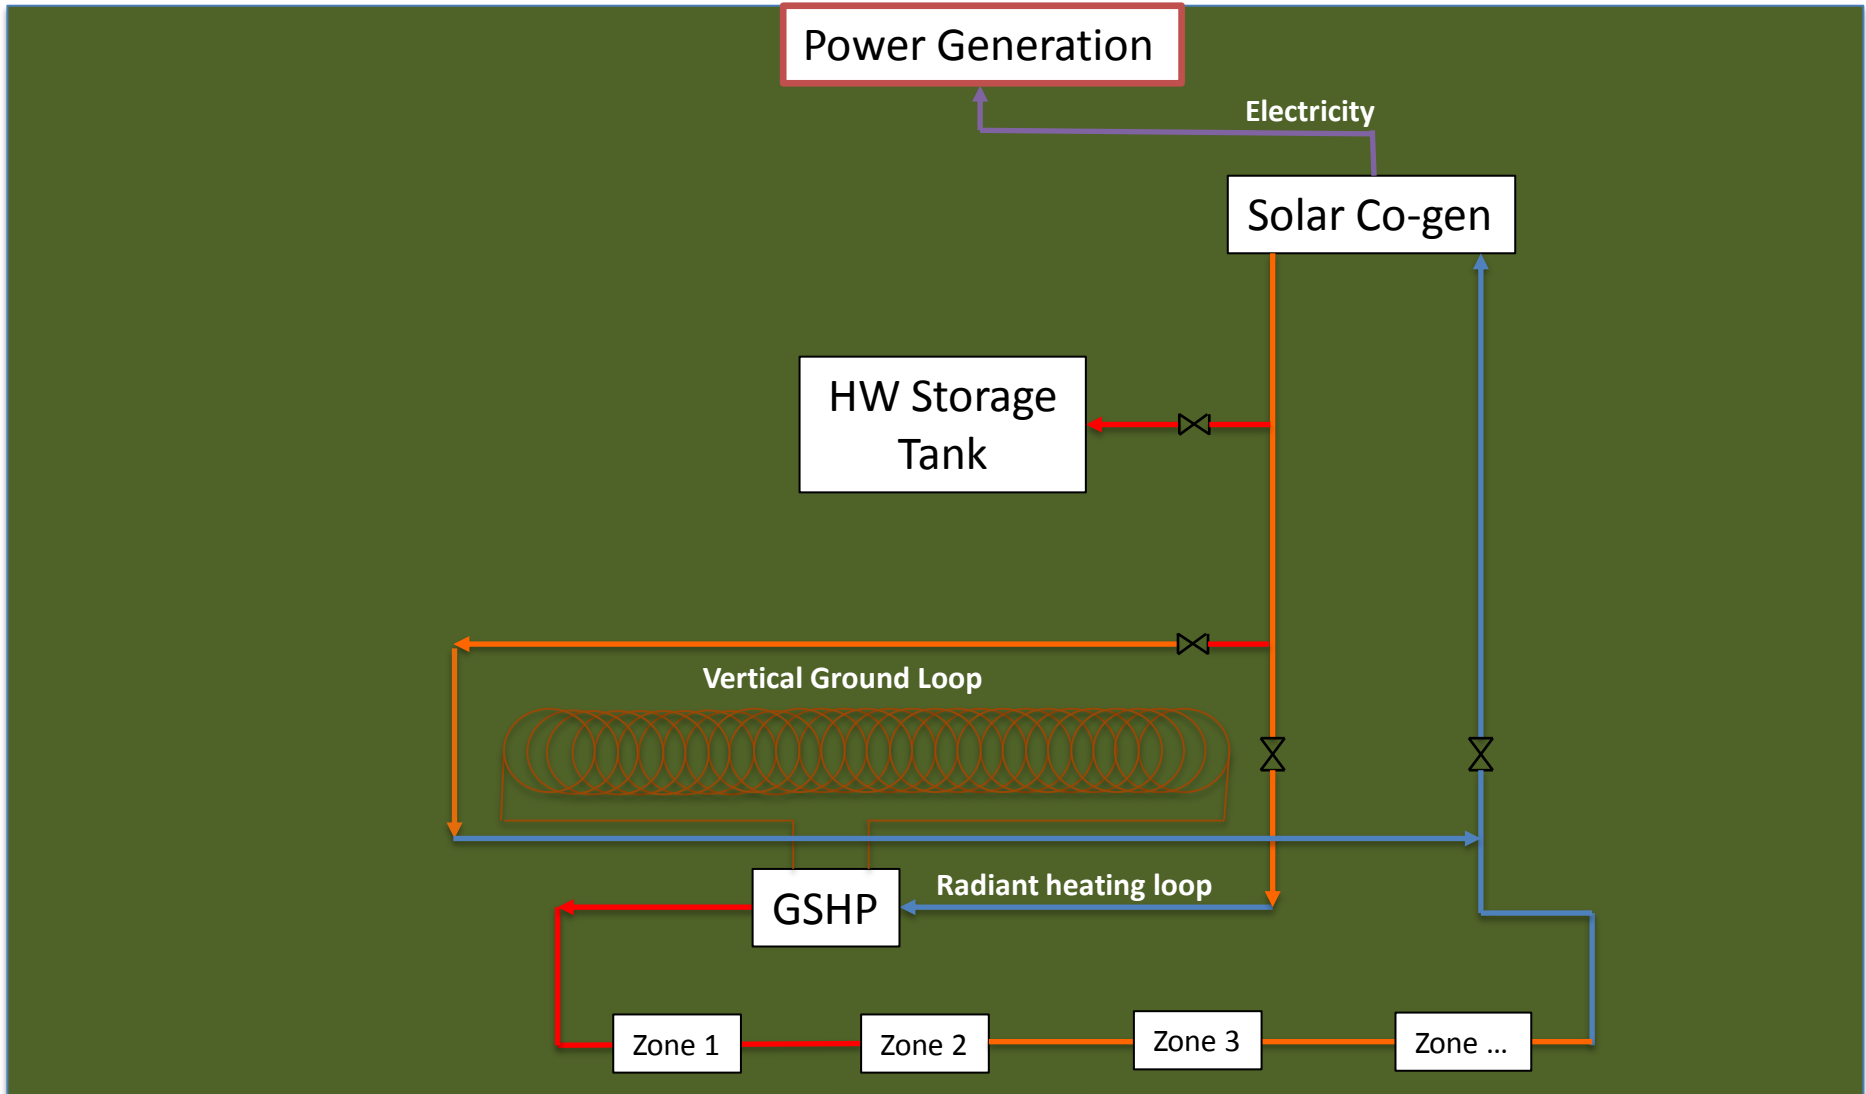 Power Generation
Electricity
Solar Co-gen
HW Storage
Tank
Vertical Ground Loop
Radiant heating loop
GSHP
Zone 1
Zone 2
Zone 3
Zone ...